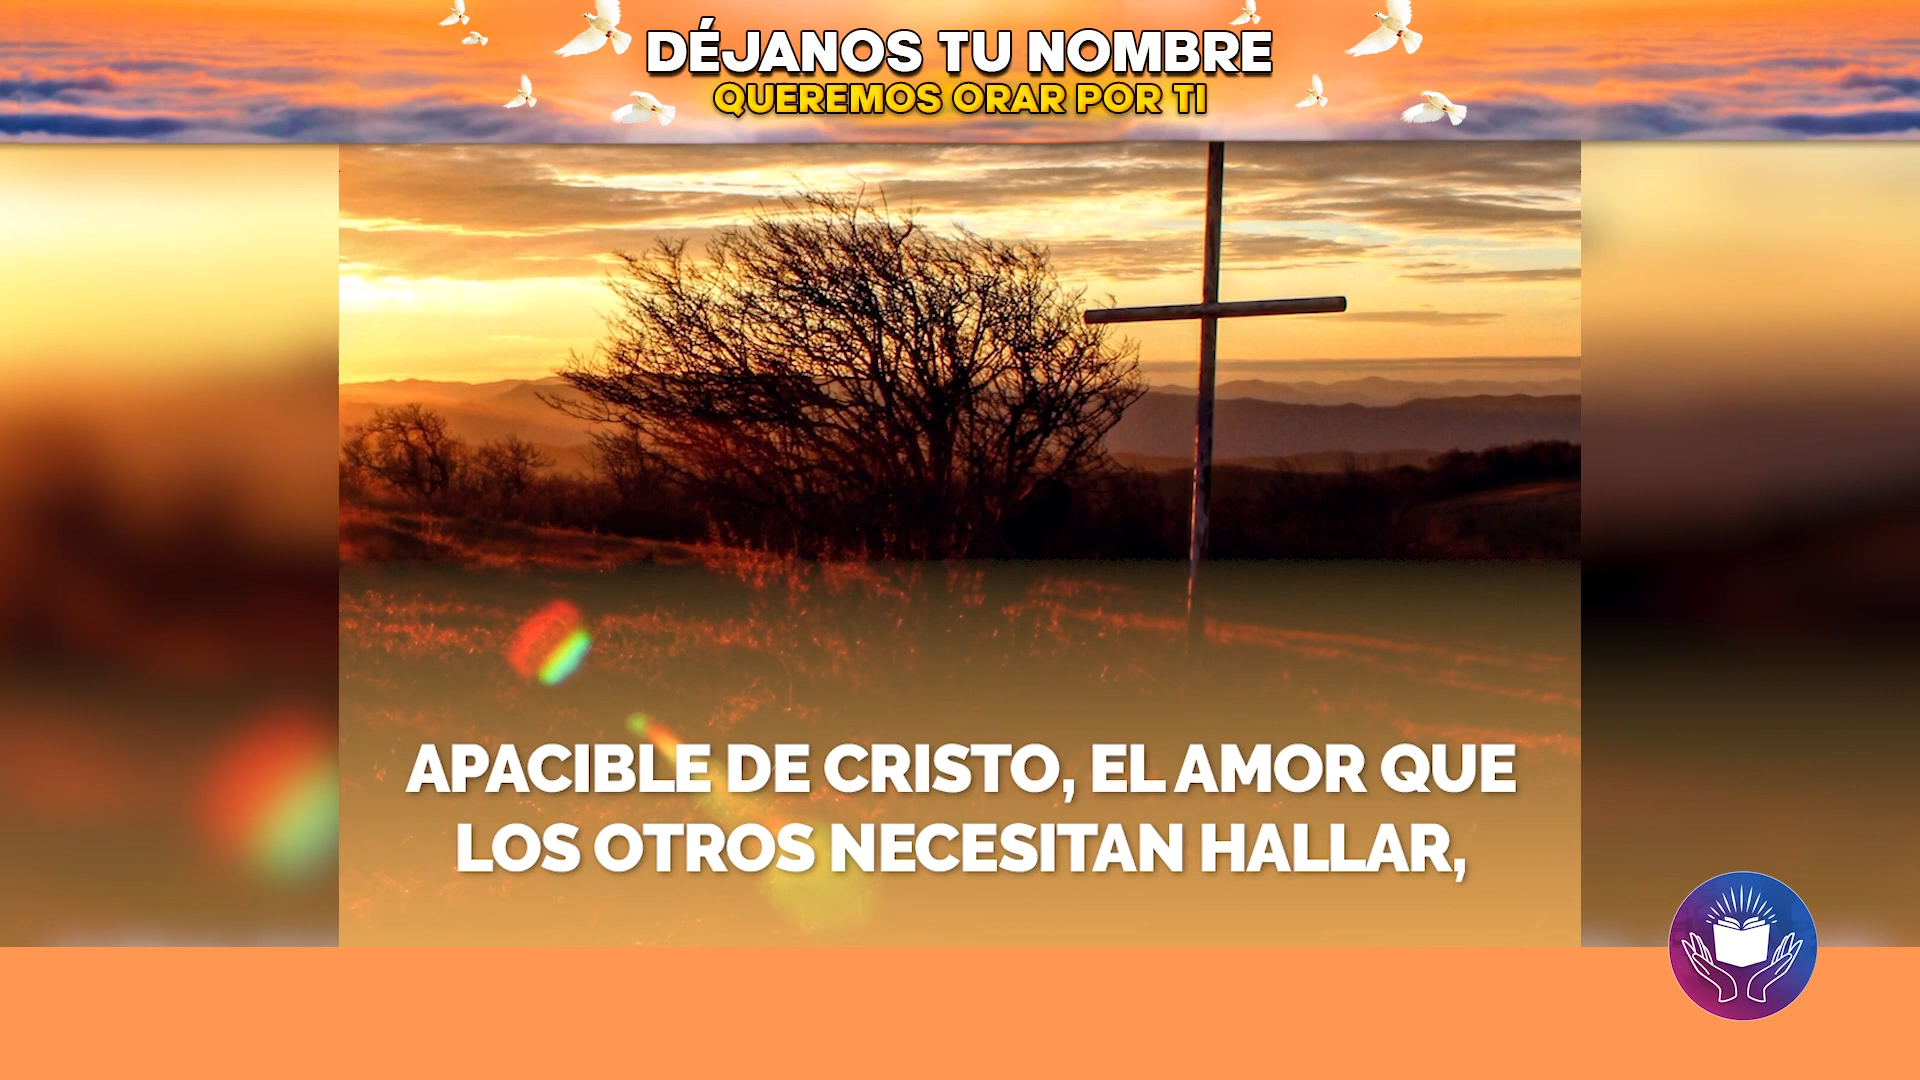 DÉJANOS TU NOMBRE
QUEREMOS ORAR POR TI
APACIBLE DE CRISTO, EL AMOR QUE
LOS OTROS NECESITAN HALLAR,